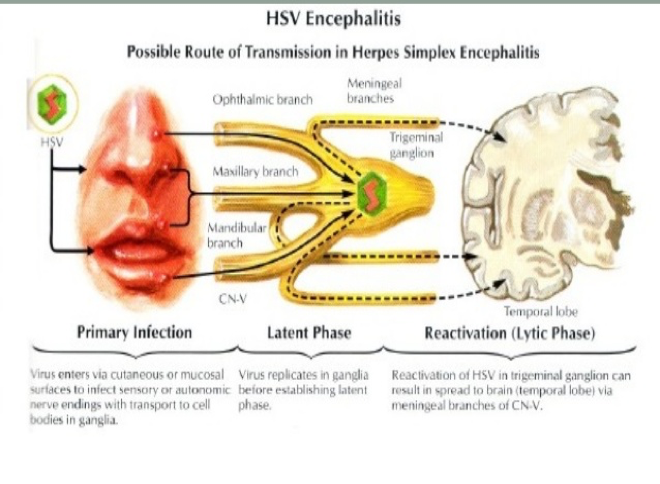 HSV Encephalitis
Possible Route of Transmission in Herpes Simplex Encephalitis
HSV
Ophthalmic branch
Meningeal
branches
Trigeminal
ganglion
Maxillary branch
Mandibular
branch
CN-V
Temporal lobe
Primary Infection
Virus enters via cutaneous or mucosal
surfaces to infect sensory or autonomic
nerve endings with transport to cell
bodies in ganglia.
Latent Phase
Virus replicates in ganglia
before establishing latent
phase.
Reactivation (Lytic Phase)
Reactivation of HSV in trigeminal ganglion can
result in spread to brain (temporal lobe) via
meningeal branches of CN-V.